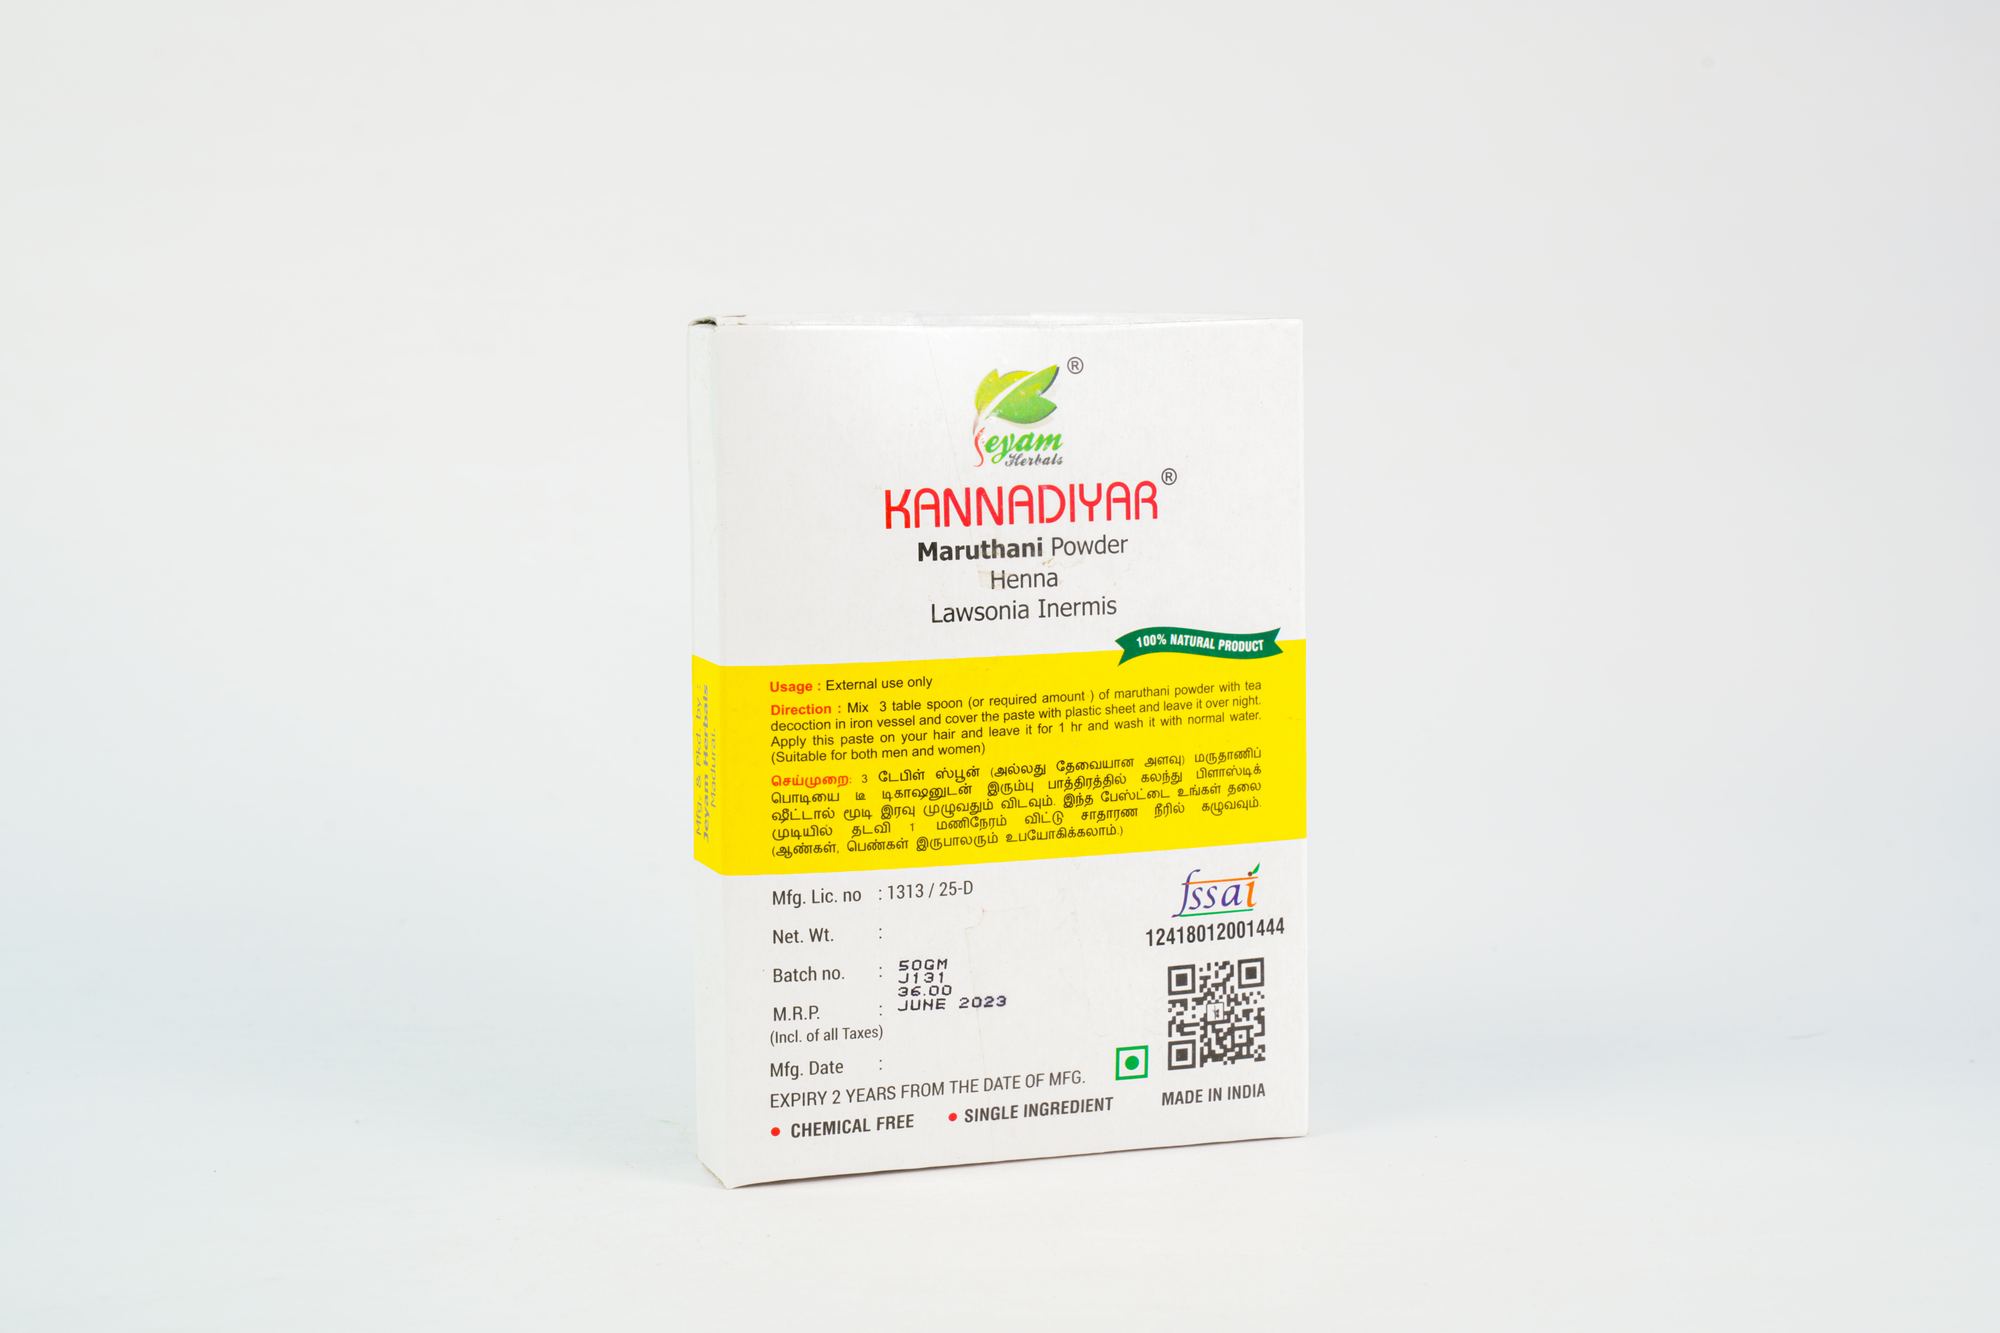 ®
Jeyam
Herbals
KANNADIYAR®
Maruthani Powder
Henna
Lawsonia Inermis
100% NATURAL PRODUCT
Usage : External use only
Direction : Mix 3 table spoon (or required amount ) of maruthani powder with tea
decoction in iron vessel and cover the paste with plastic sheet and leave it over night.
Apply this paste on your hair and leave it for 1 hr and wash it with normal water.
(Suitable for both men and women)
செய்முறை: 3 டேபிள் ஸ்பூன் (அல்லது தேவையான அளவு) மருதாணிப்
பொடியை டீ டிகாஷனுடன் இரும்பு பாத்திரத்தில் கலந்து பிளாஸ்டிக்
ஷீட்டால் மூடி இரவு முழுவதும் விடவும். இந்த பேஸ்ட்டை உங்கள் தலை
முடியில் தடவி 1 மணிநேரம் விட்டு சாதாரண நீரில் கழுவவும்.
(ஆண்கள், பெண்கள் இருபாலரும் உபயோகிக்கலாம்.)
Mfg. & Pkd. by :
Jeyam Herbals
Madurai.
Mfg. Lic. no : 1313 / 25-D
Net. Wt. :
Batch no. :
M.R.P. :
(Incl. of all Taxes)
Mfg. Date :
50GM
J131
36.00
JUNE 2023
EXPIRY 2 YEARS FROM THE DATE OF MFG.
• CHEMICAL FREE • SINGLE INGREDIENT
fssai
12418012001444
MADE IN INDIA